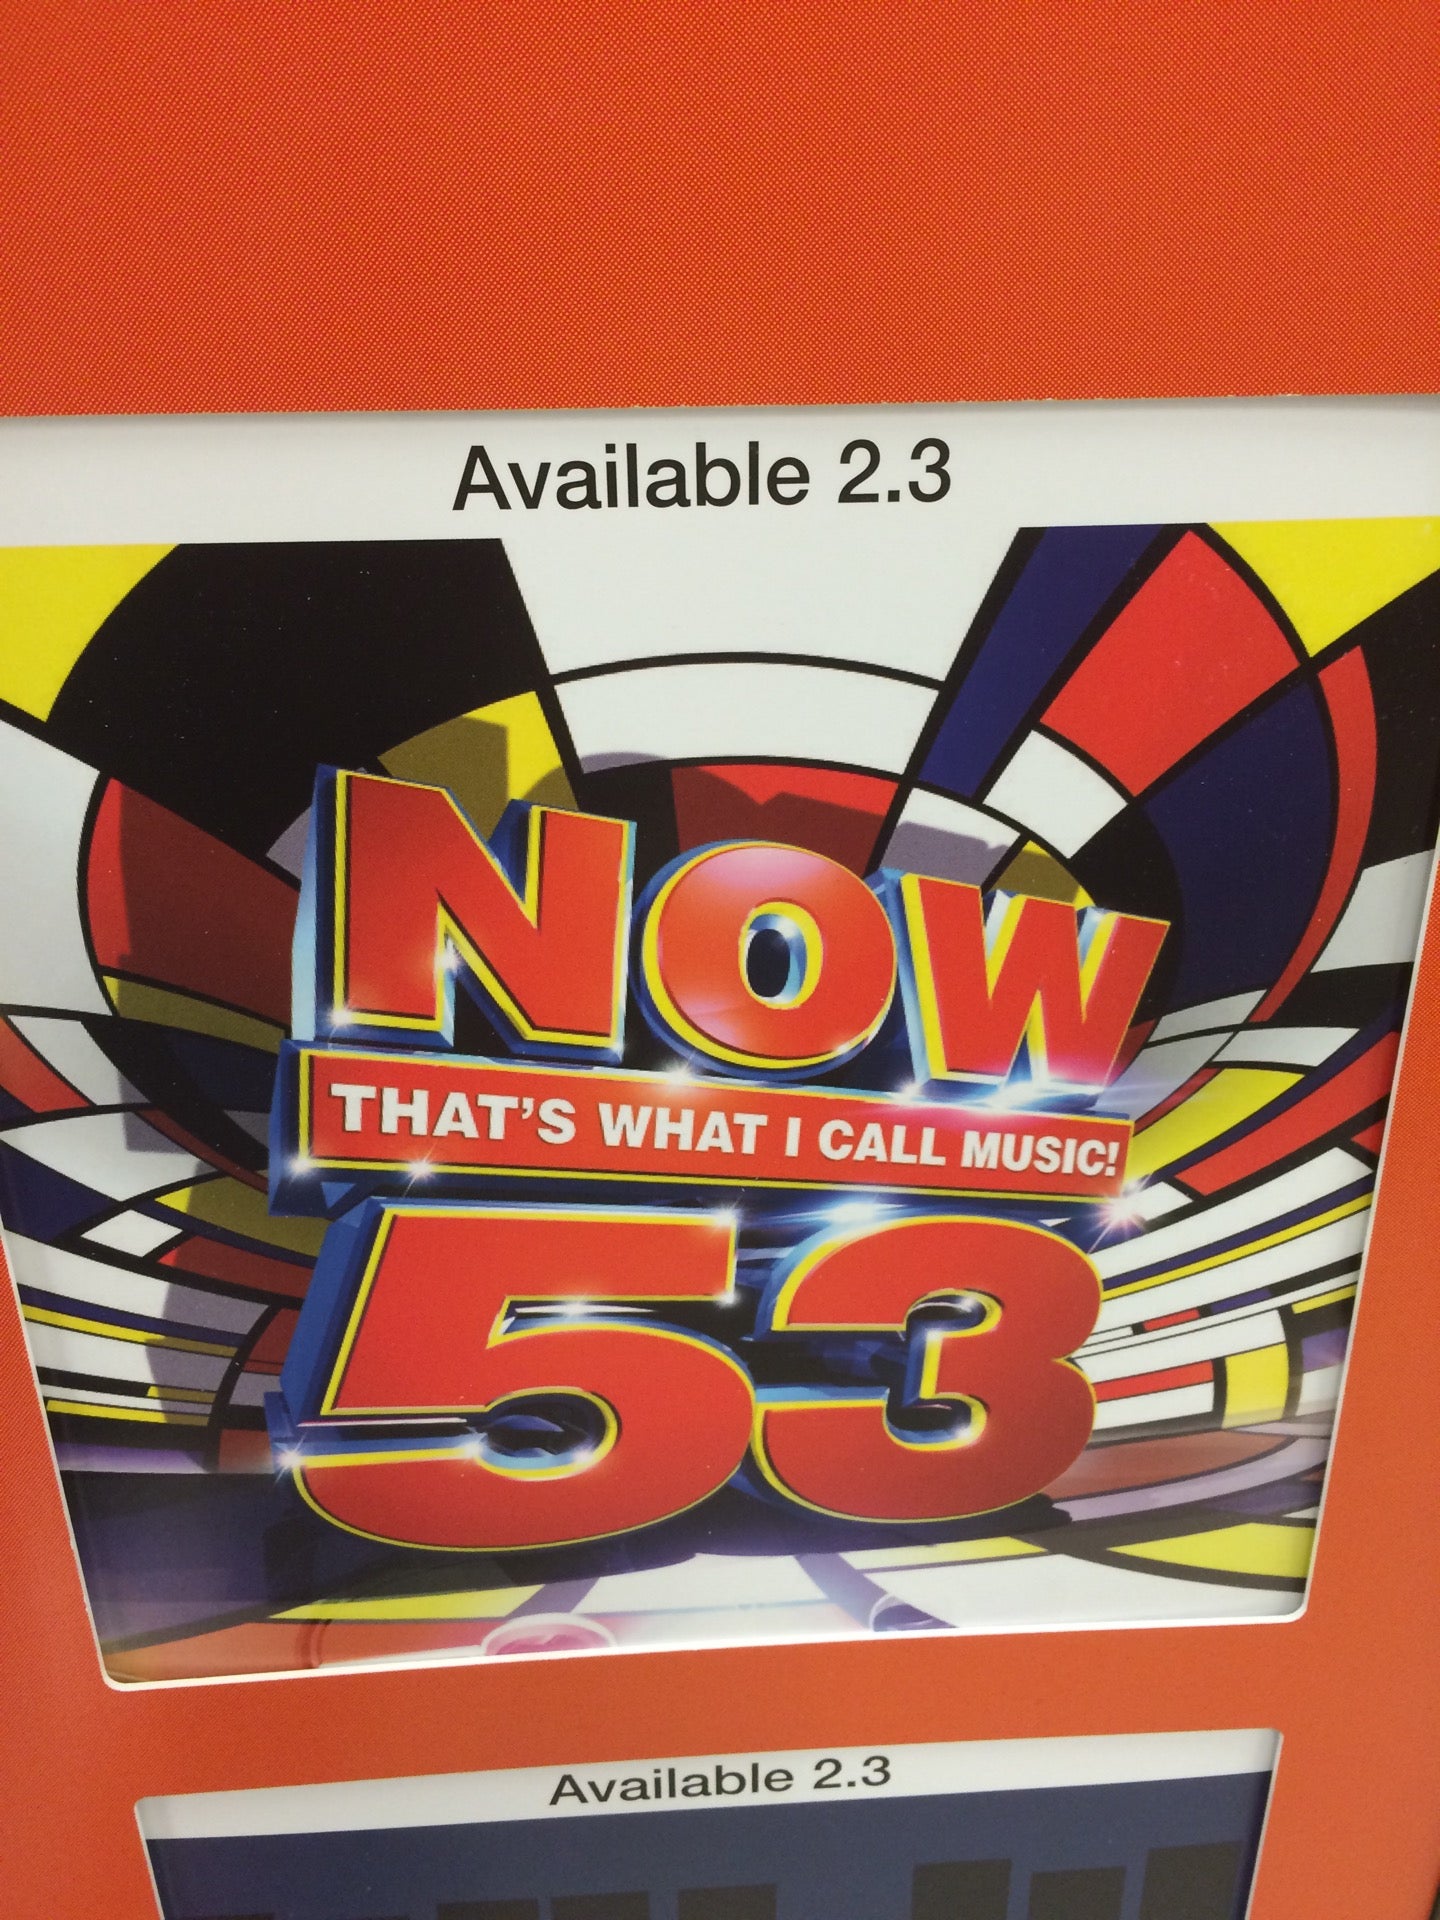 Available 2.3
NOW
THAT'S WHAT I CALL MUSIC!
53
Available 2.3